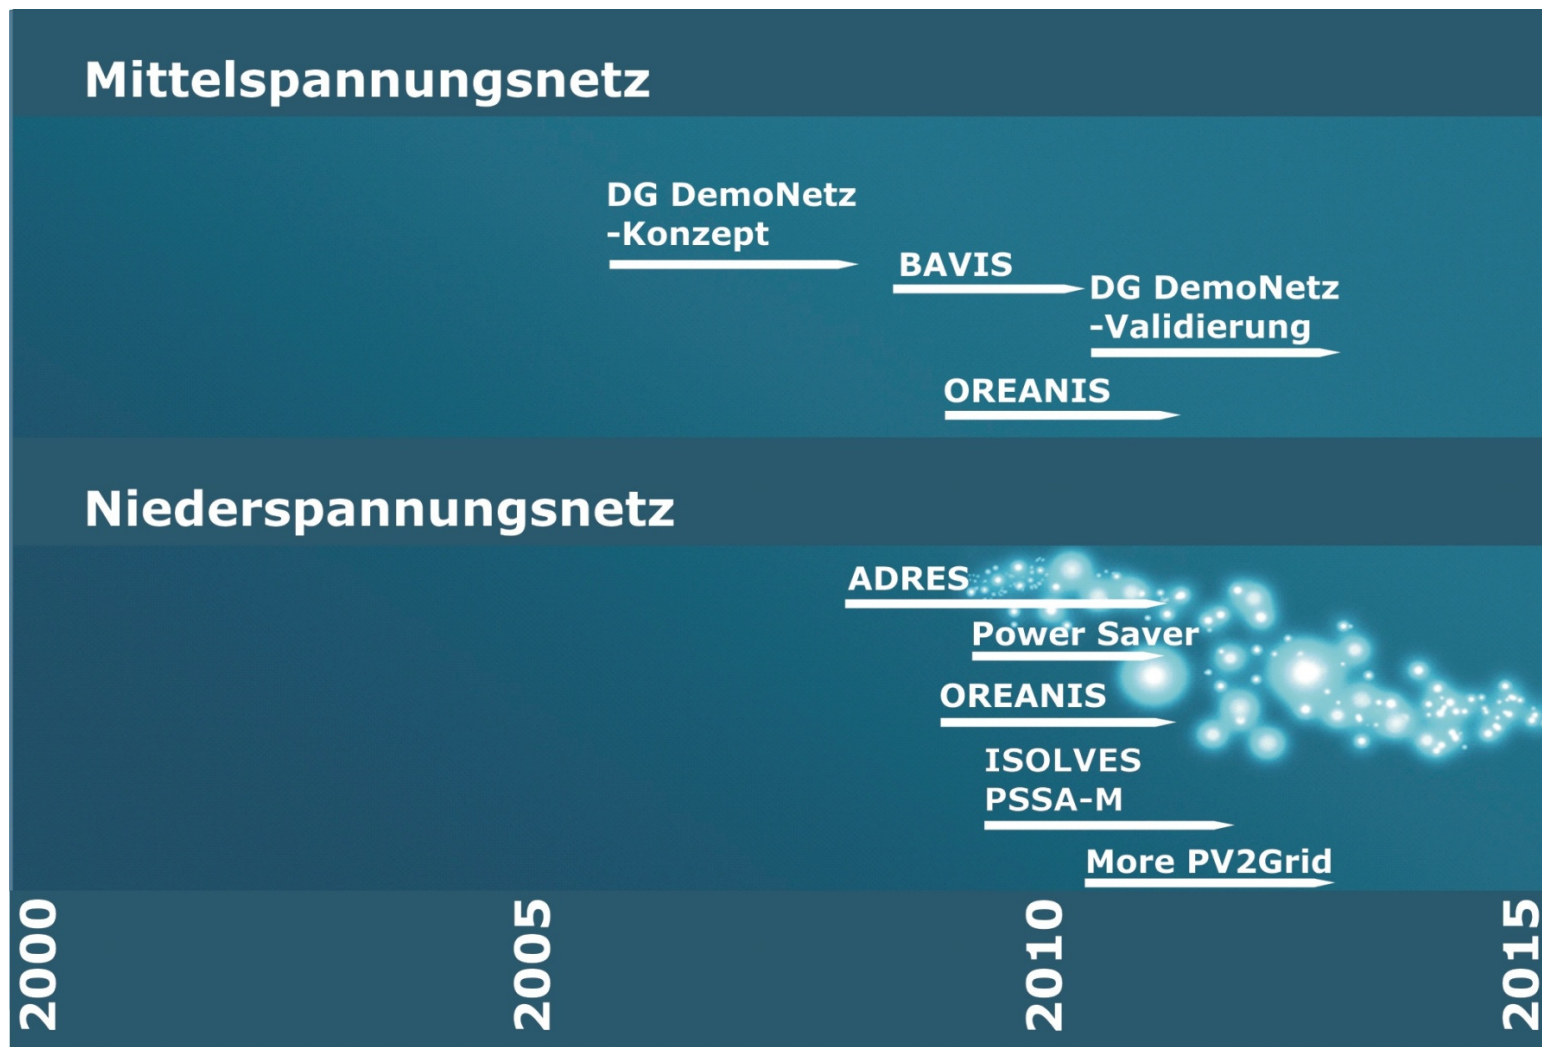 Mittelspannungsnetz
DG DemoNetz
-Konzept
BAVIS
DG DemoNetz
-Validierung
OREANIS
Niederspannungsnetz
ADRES
Power Saver
OREANIS
ISOLVES
PSSA-M
More PV2Grid
2000
2005
2010
2015